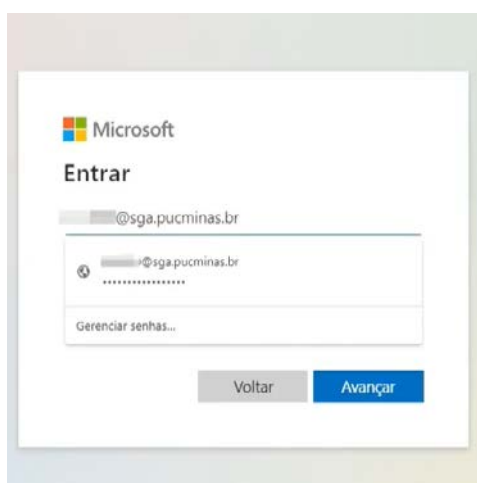 Microsoft
Entrar
@sga.pucminas.br
@sga.pucminas.br
•••••••••••••••••
Gerenciar senhas...
Voltar
Avançar